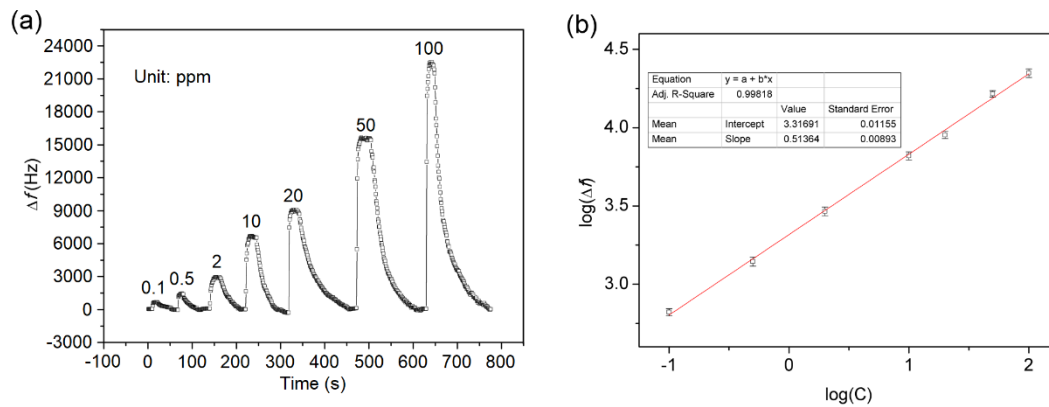 (a)
24000
21000
18000
15000
12000
9000
6000
3000
0
-3000
Δf (Hz)
Unit: ppm
0.1
0.5
2
10
20
50
100
-100 0 100 200 300 400 500 600 700 800
Time (s)
(b)
4.5
4.0
3.5
3.0
log(Δf)
Equation y = a + b*x
Adj. R-Square 0.99818
Value Standard Error
Mean Intercept 3.31691 0.01155
Mean Slope 0.51364 0.00893
-1 0 1 2
log(C)